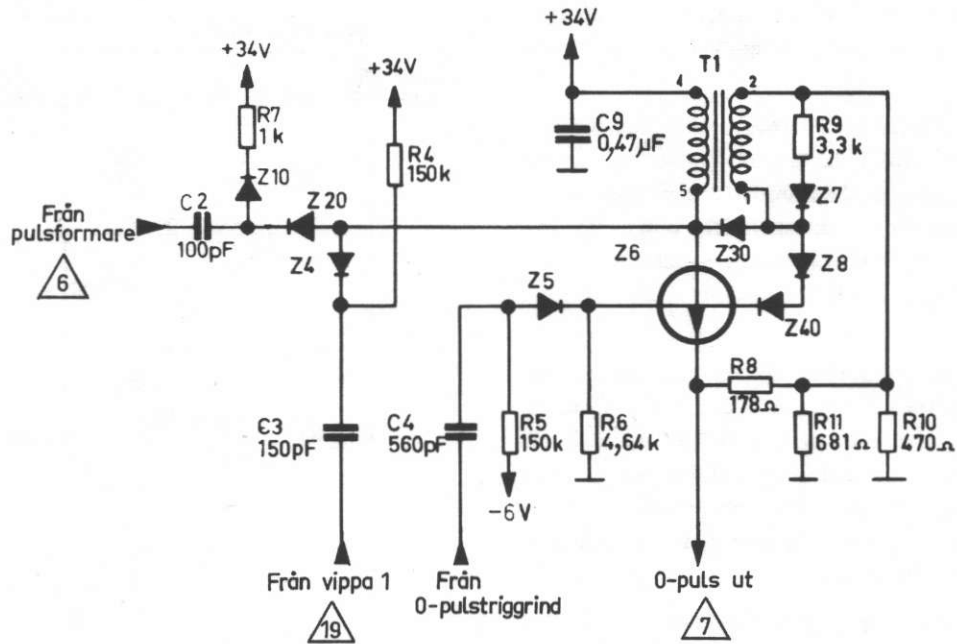 +34V
+34V
+34V
T1
4
2
R7
1 k
C9
0,47µF
R9
3,3k
R4
150k
Z10
5
1
Z7
C2
Z20
Från
pulsformare
100pF
Z6
Z30
6
Z4
Z5
Z8
Z40
R8
178Ω
C3
150pF
C4
560pF
R5
150k
R6
4,64k
R11
681Ω
R10
470Ω
-6V
Från vippa 1
Från
0-pulstriggrind
0-puls ut
19
7